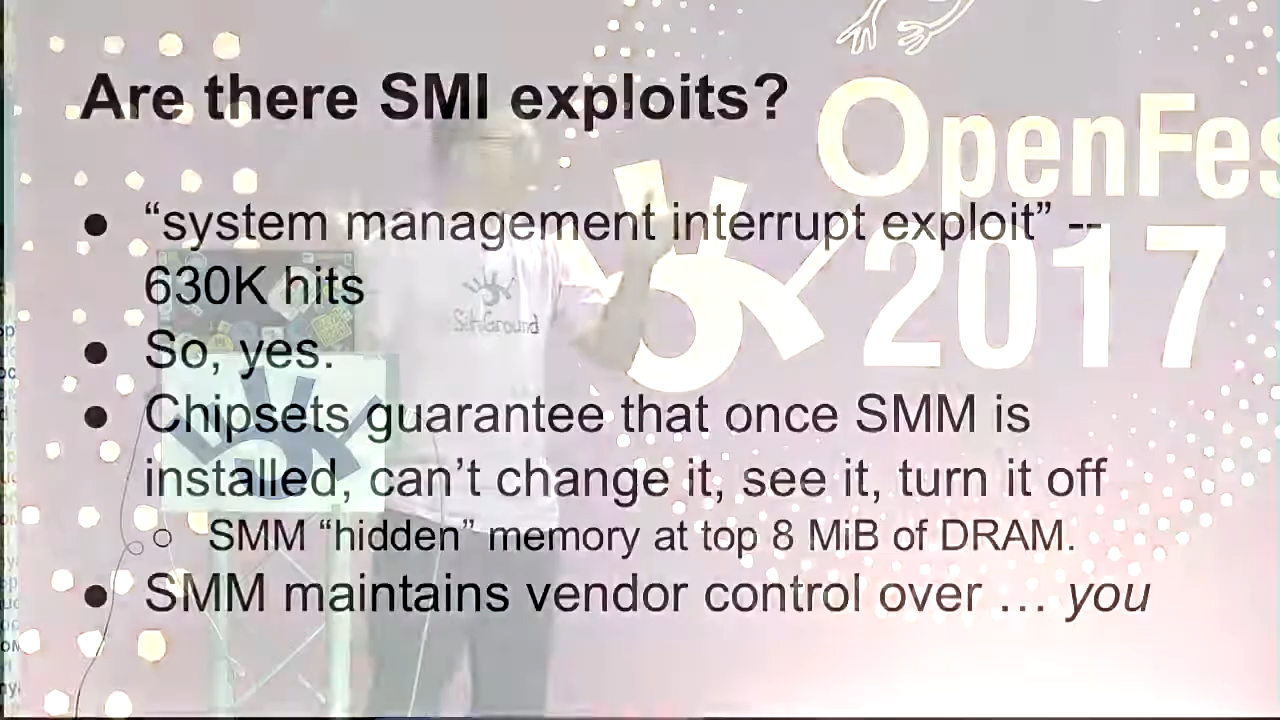 Are there SMI exploits?
OpenFes
2017
● “system management interrupt exploit” --
630K hits
SiteGround
● So, yes.
● Chipsets guarantee that once SMM is
installed, can’t change it, see it, turn it off
○ SMM “hidden” memory at top 8 MiB of DRAM.
● SMM maintains vendor control over … you